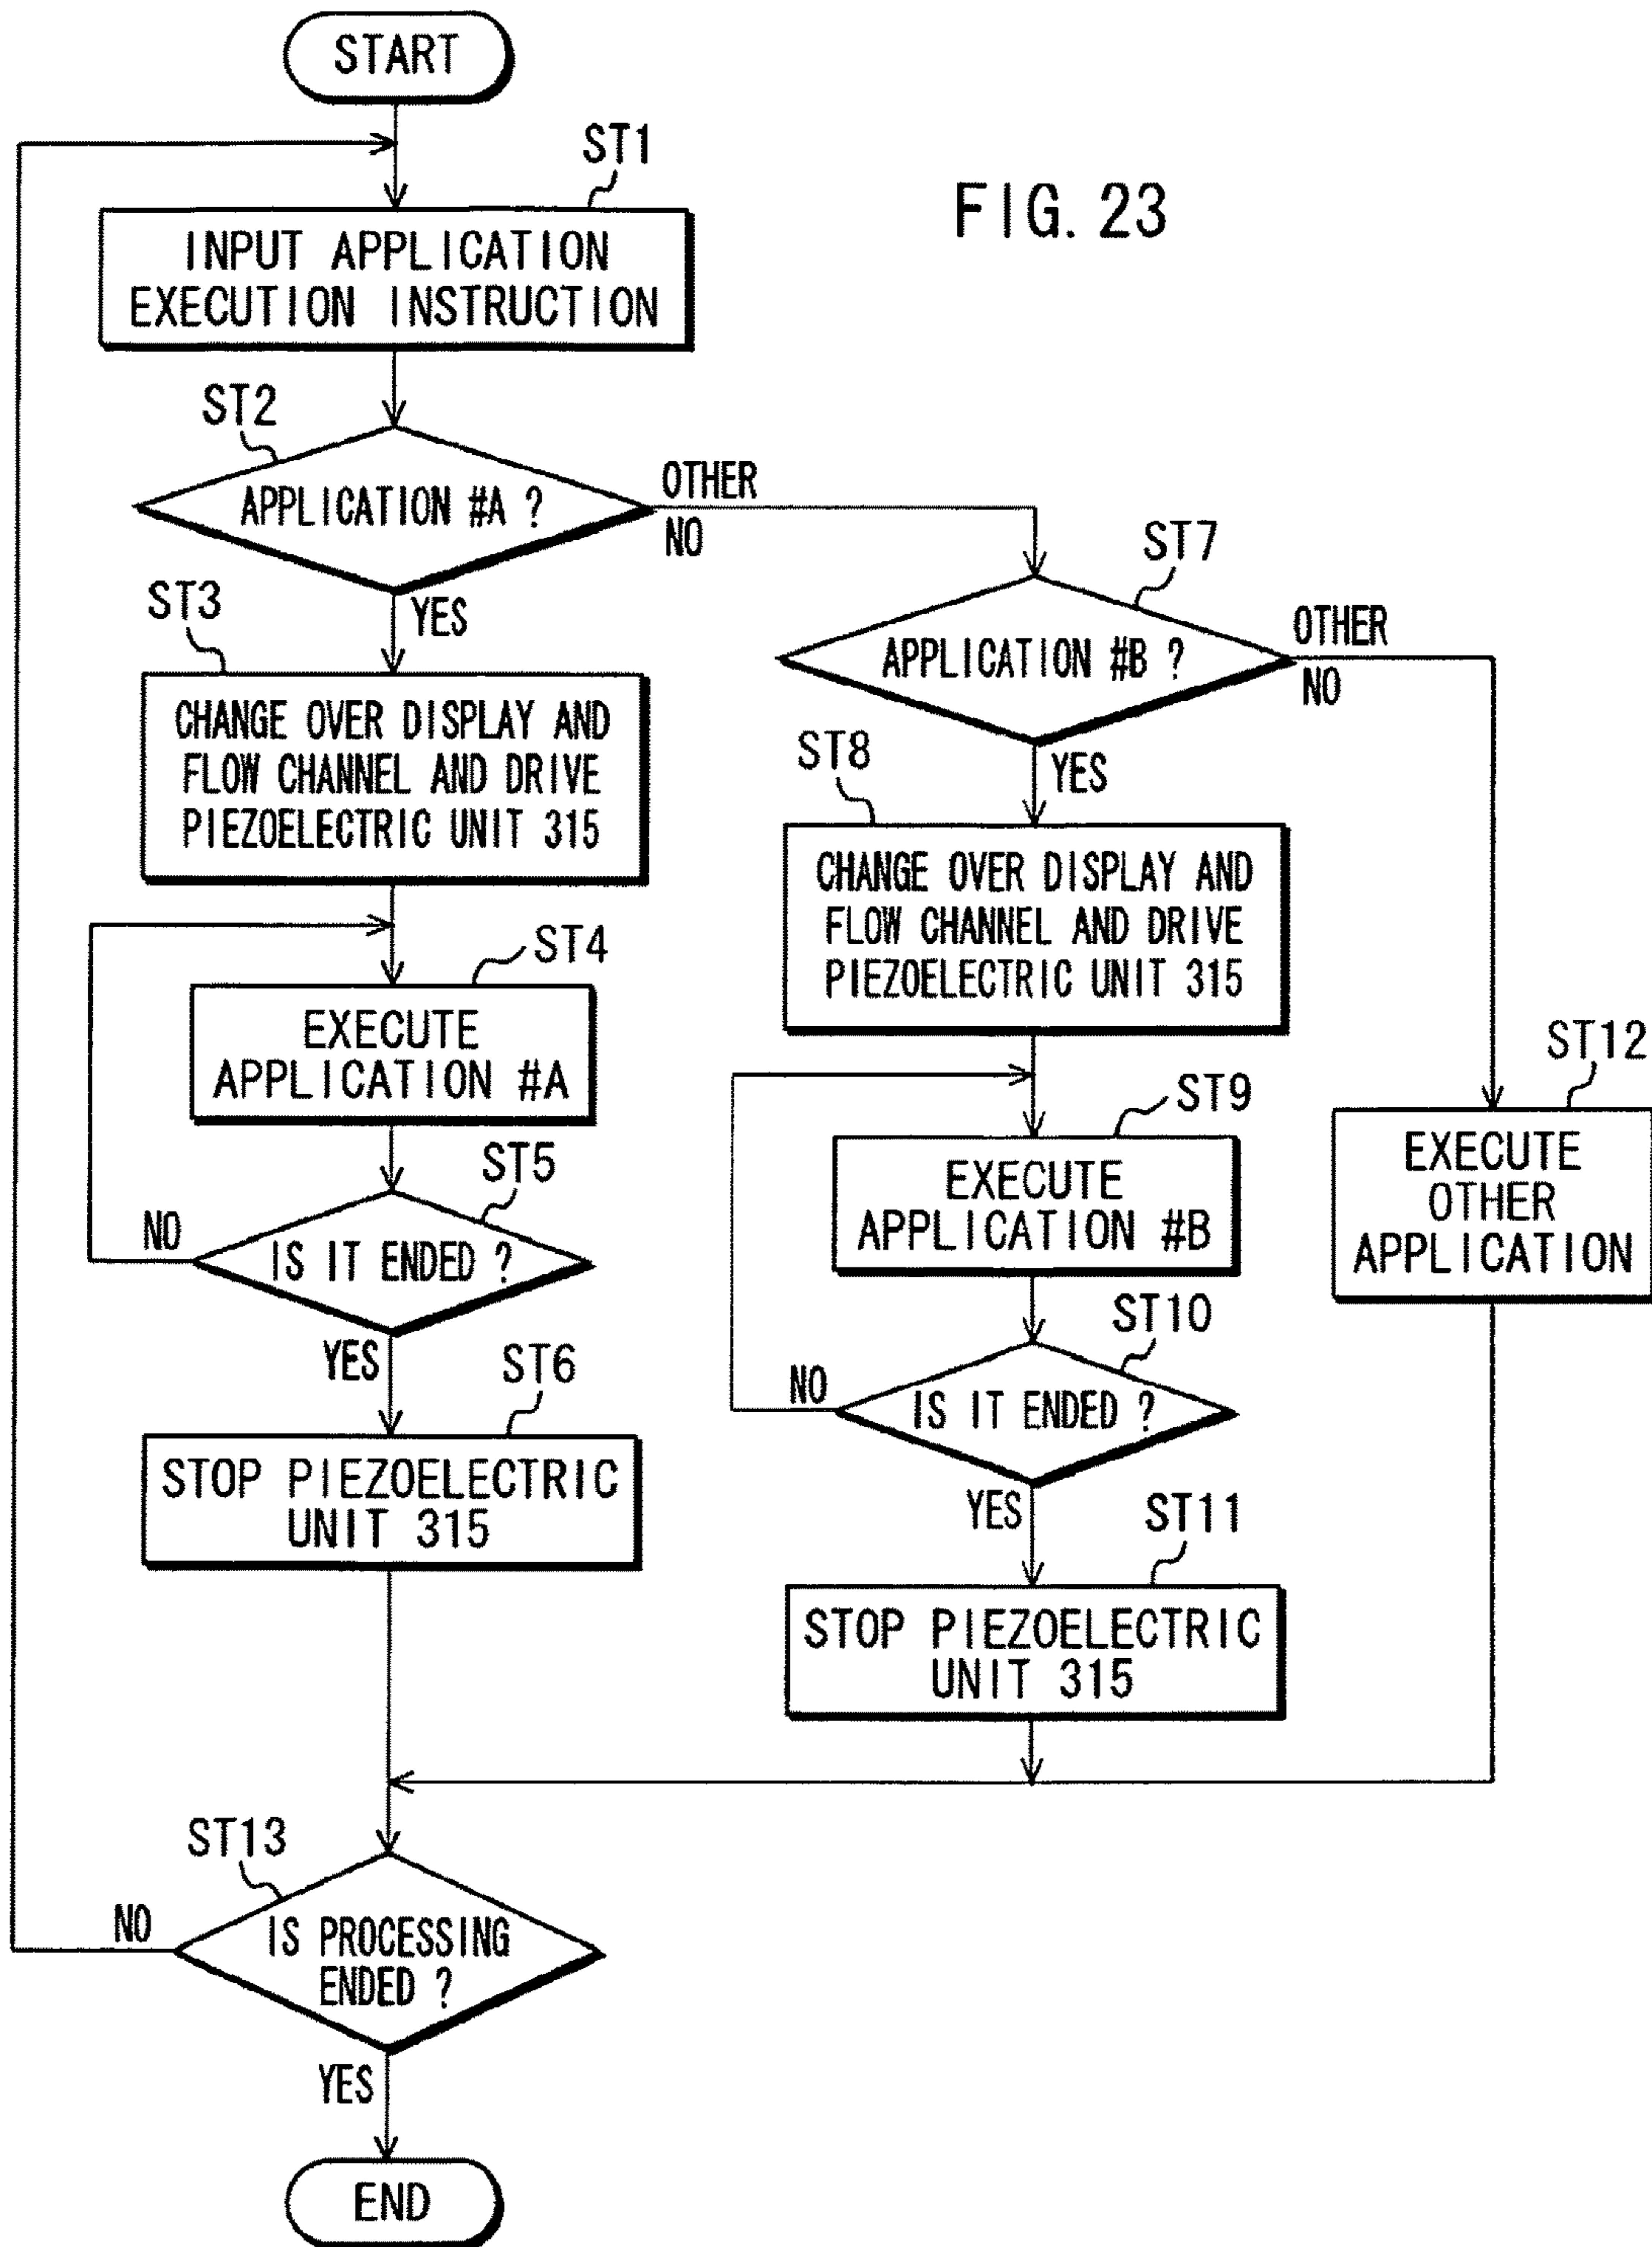 START
ST1
FIG. 23
INPUT APPLICATION
EXECUTION INSTRUCTION
ST2
APPLICATION #A ?
OTHER
NO
YES
ST3
CHANGE OVER DISPLAY AND
FLOW CHANNEL AND DRIVE
PIEZOELECTRIC UNIT 315
ST4
EXECUTE
APPLICATION #A
ST5
NO
IS IT ENDED ?
YES
ST6
STOP PIEZOELECTRIC
UNIT 315
ST7
APPLICATION #B ?
OTHER
NO
YES
ST8
CHANGE OVER DISPLAY AND
FLOW CHANNEL AND DRIVE
PIEZOELECTRIC UNIT 315
ST9
EXECUTE
APPLICATION #B
ST10
NO
IS IT ENDED ?
YES
ST11
STOP PIEZOELECTRIC
UNIT 315
ST12
EXECUTE
OTHER
APPLICATION
ST13
NO
IS PROCESSING
ENDED ?
YES
END